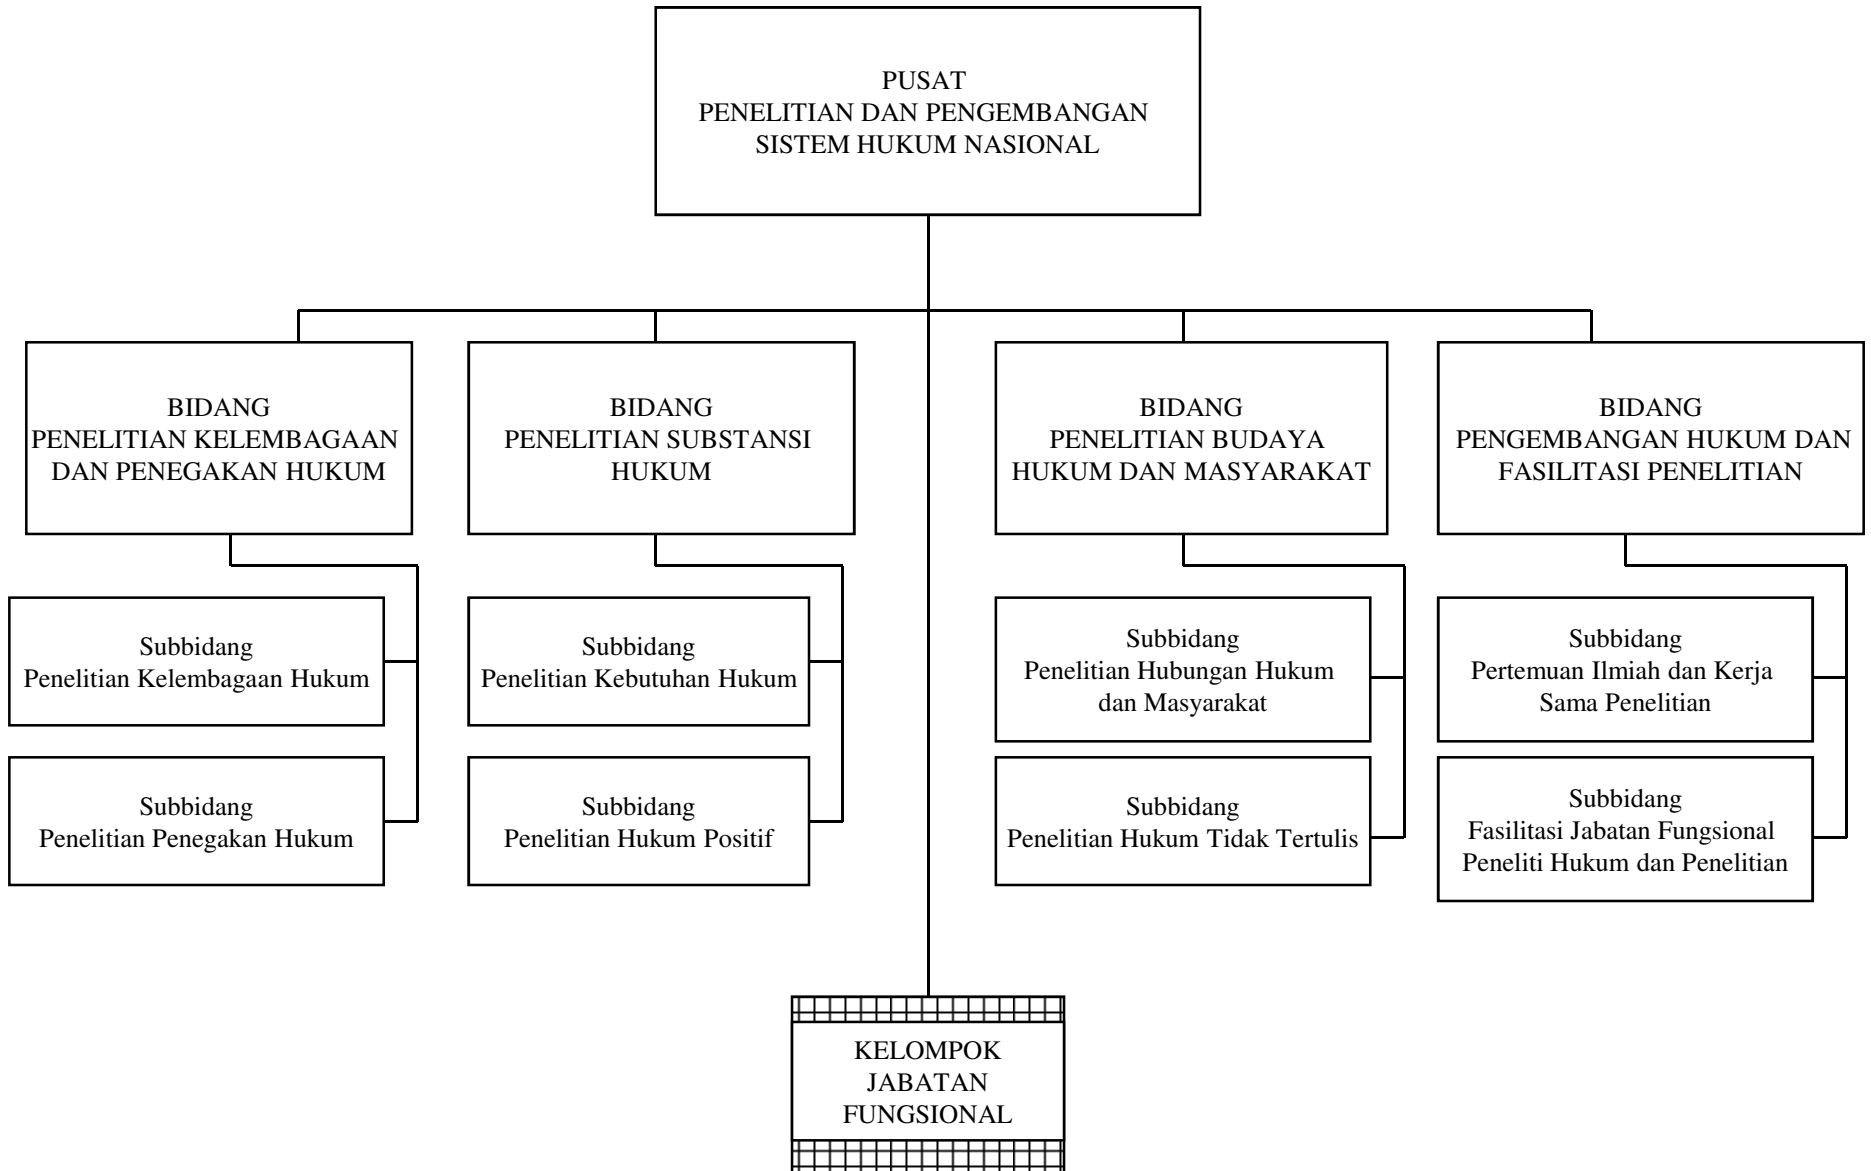 PUSAT
PENELITIAN DAN PENGEMBANGAN
SISTEM HUKUM NASIONAL
BIDANG
PENELITIAN KELEMBAGAAN
DAN PENEGAKAN HUKUM
BIDANG
PENELITIAN SUBSTANSI
HUKUM
BIDANG
PENELITIAN BUDAYA
HUKUM DAN MASYARAKAT
BIDANG
PENGEMBANGAN HUKUM DAN
FASILITASI PENELITIAN
Subbidang
Penelitian Kelembagaan Hukum
Subbidang
Penelitian Kebutuhan Hukum
Subbidang
Penelitian Hubungan Hukum
dan Masyarakat
Subbidang
Pertemuan Ilmiah dan Kerja
Sama Penelitian
Subbidang
Penelitian Penegakan Hukum
Subbidang
Penelitian Hukum Positif
Subbidang
Penelitian Hukum Tidak Tertulis
Subbidang
Fasilitasi Jabatan Fungsional
Peneliti Hukum dan Penelitian
KELOMPOK
JABATAN
FUNGSIONAL